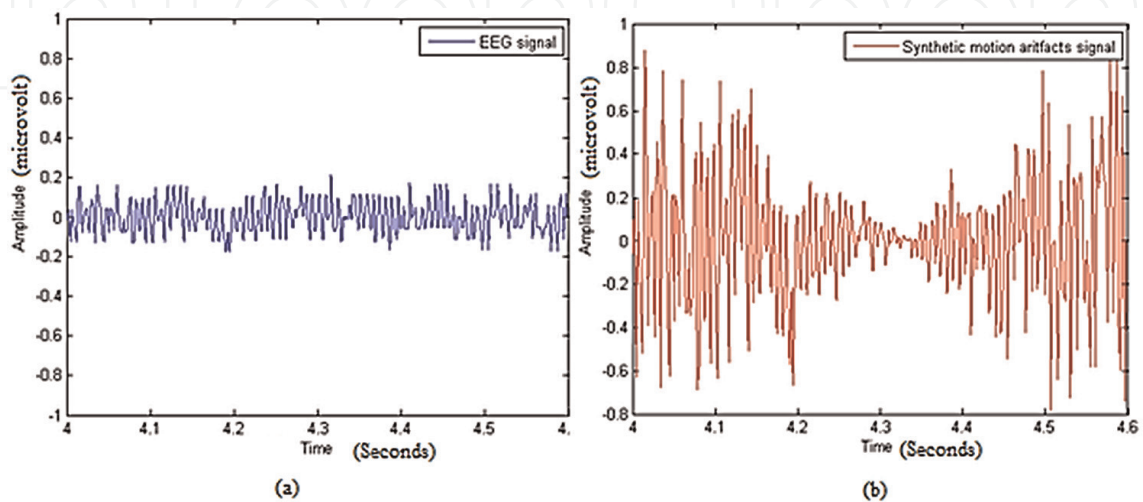 1
0.8
0.6
0.4
0.2
0
-0.2
-0.4
-0.6
-0.8
-1
Amplitude (microvolt)
EEG signal
4 4.1 4.2 4.3 4.4 4.5 4.
Time (Seconds)
(a)
1
0.8
0.6
0.4
0.2
0
-0.2
-0.4
-0.6
-0.8
Amplitude (microvolt)
Synthetic motion aritfacts signal
4 4.1 4.2 4.3 4.4 4.5 4.6
Time (Seconds)
(b)